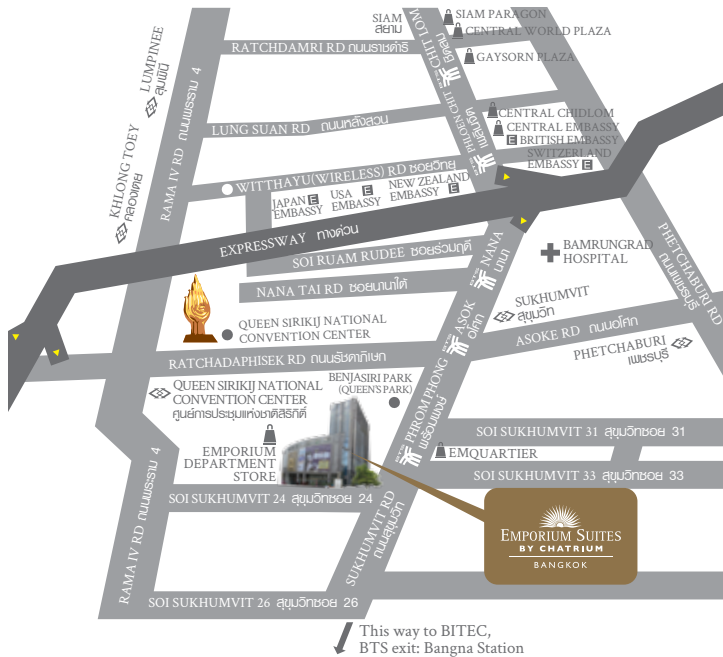 SIAM
สยาม
SIAM PARAGON
CENTRAL WORLD PLAZA
GAYSORN PLAZA
CHIT LOM
ชิดลม
RATCHDAMRI RD ถนนราชดำริ
LUMPINEE
ลุมพินี
RAMA IV RD ถนนพระราม 4
KHLONG TOEY
คลองเตย
LUNG SUAN RD ถนนหลังสวน
PHLOEN CHIT
เพลินจิต
CENTRAL CHIDLOM
CENTRAL EMBASSY
E BRITISH EMBASSY
SWITZERLAND
EMBASSY E
WITTHAYU(WIRELESS) RD ซอยวิทยุ
JAPAN E
EMBASSY
USA E
EMBASSY
NEW ZEALAND
EMBASSY E
EXPRESSWAY ทางด่วน
SOI RUAM RUDEE ซอยร่วมฤดี
NANA TAI RD ซอยนานาใต้
NANA
นานา
BAMRUNGRAD
HOSPITAL
PHETCHABURI RD
ถนนเพชรบุรี
SUKHUMVIT
สุขุมวิท
ASOK
อโศก
ASOKE RD ถนนอโศก
PHETCHABURI
เพชรบุรี
QUEEN SIRIKIJ NATIONAL
CONVENTION CENTER
RATCHADAPHISEK RD ถนนรัชดาภิเษก
QUEEN SIRIKIJ NATIONAL
CONVENTION CENTER
ศูนย์การประชุมแห่งชาติสิริกิติ์
BENJASIRI PARK
(QUEEN'S PARK)
PHROM PHONG
พร้อมพงษ์
SOI SUKHUMVIT 31 สุขุมวิทซอย 31
EMQUARTIER
SOI SUKHUMVIT 33 สุขุมวิทซอย 33
EMPORIUM
DEPARTMENT
STORE
RAMA IV RD ถนนพระราม 4
SOI SUKHUMVIT 24 สุขุมวิทซอย 24
SUKHUMVIT RD
ถนนสุขุมวิท
EMPORIUM SUITES
BY CHATRIUM
BANGKOK
SOI SUKHUMVIT 26 สุขุมวิทซอย 26
This way to BITEC,
BTS exit: Bangna Station